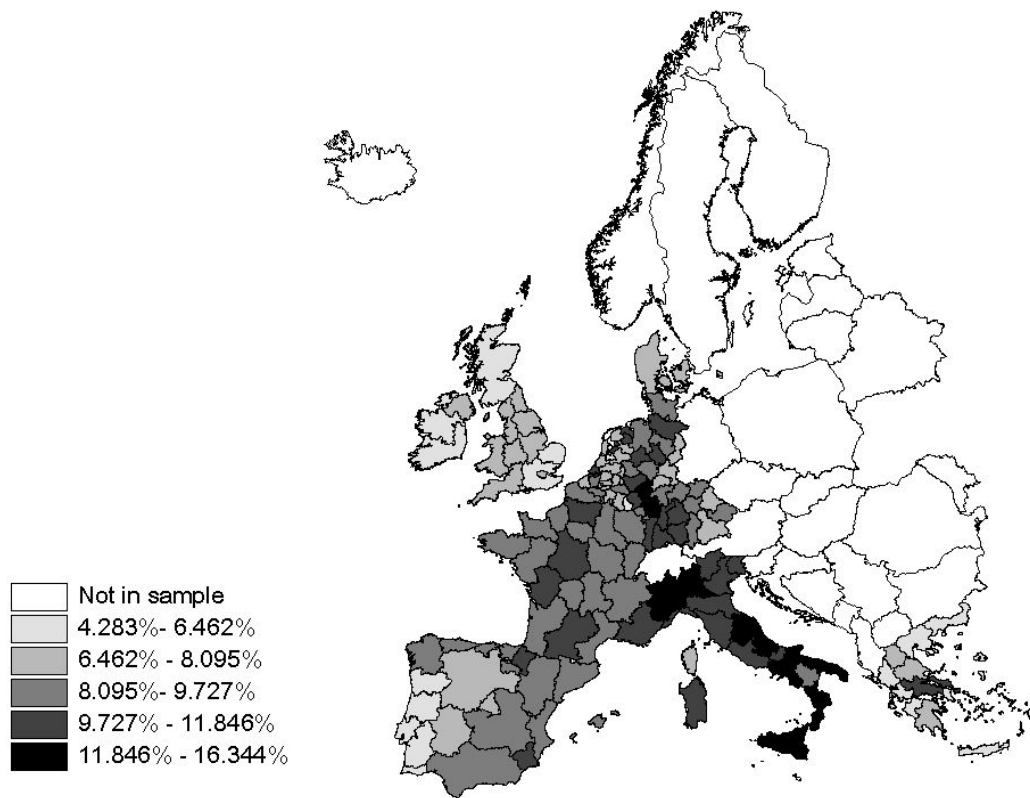 Not in sample
4.283%- 6.462%
6.462% - 8.095%
8.095%- 9.727%
9.727% - 11.846%
11.846% - 16.344%